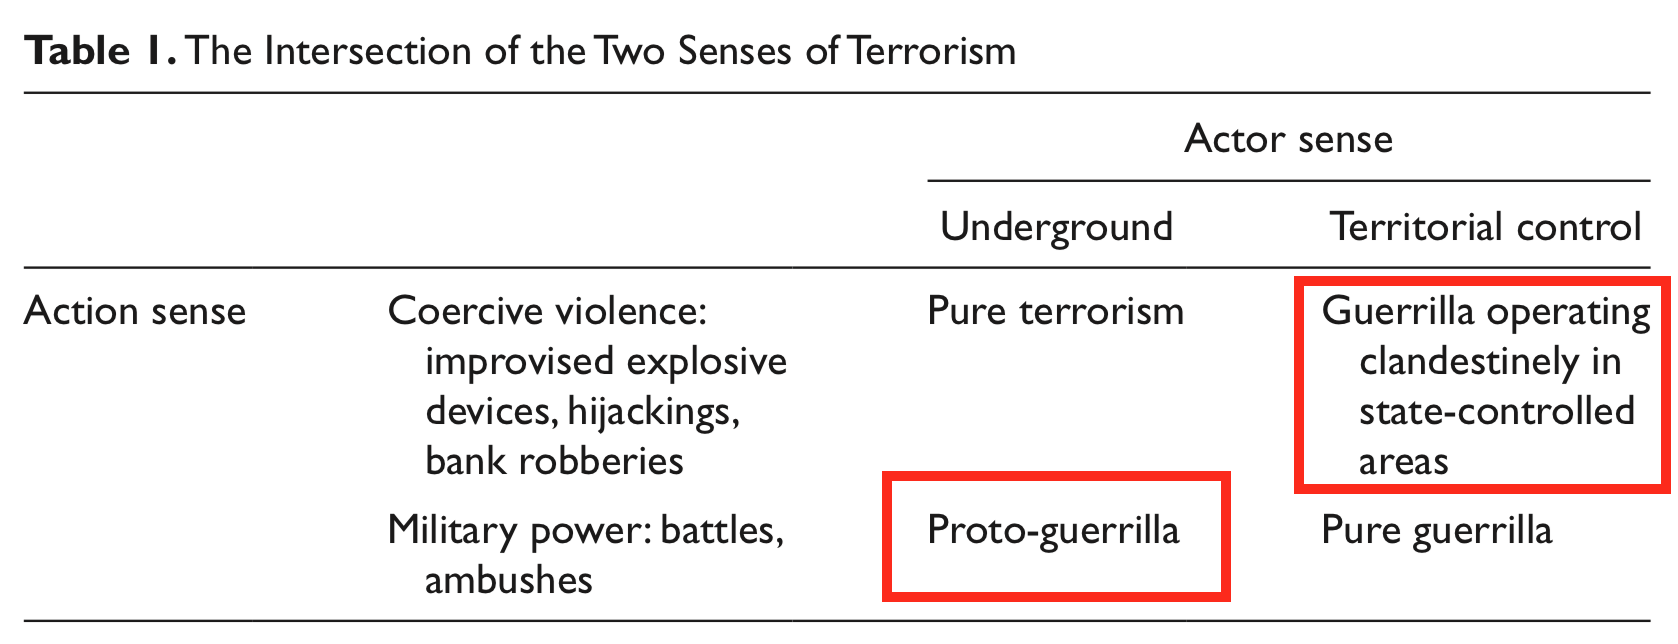 Table 1. The Intersection of the Two Senses of Terrorism
Actor sense
Underground Territorial control
Action sense Coercive violence: Pure terrorism Guerrilla operating
improvised explosive clandestinely in
devices, hijackings, state-controlled
bank robberies areas
Military power: battles, Proto-guerrilla Pure guerrilla
ambushes